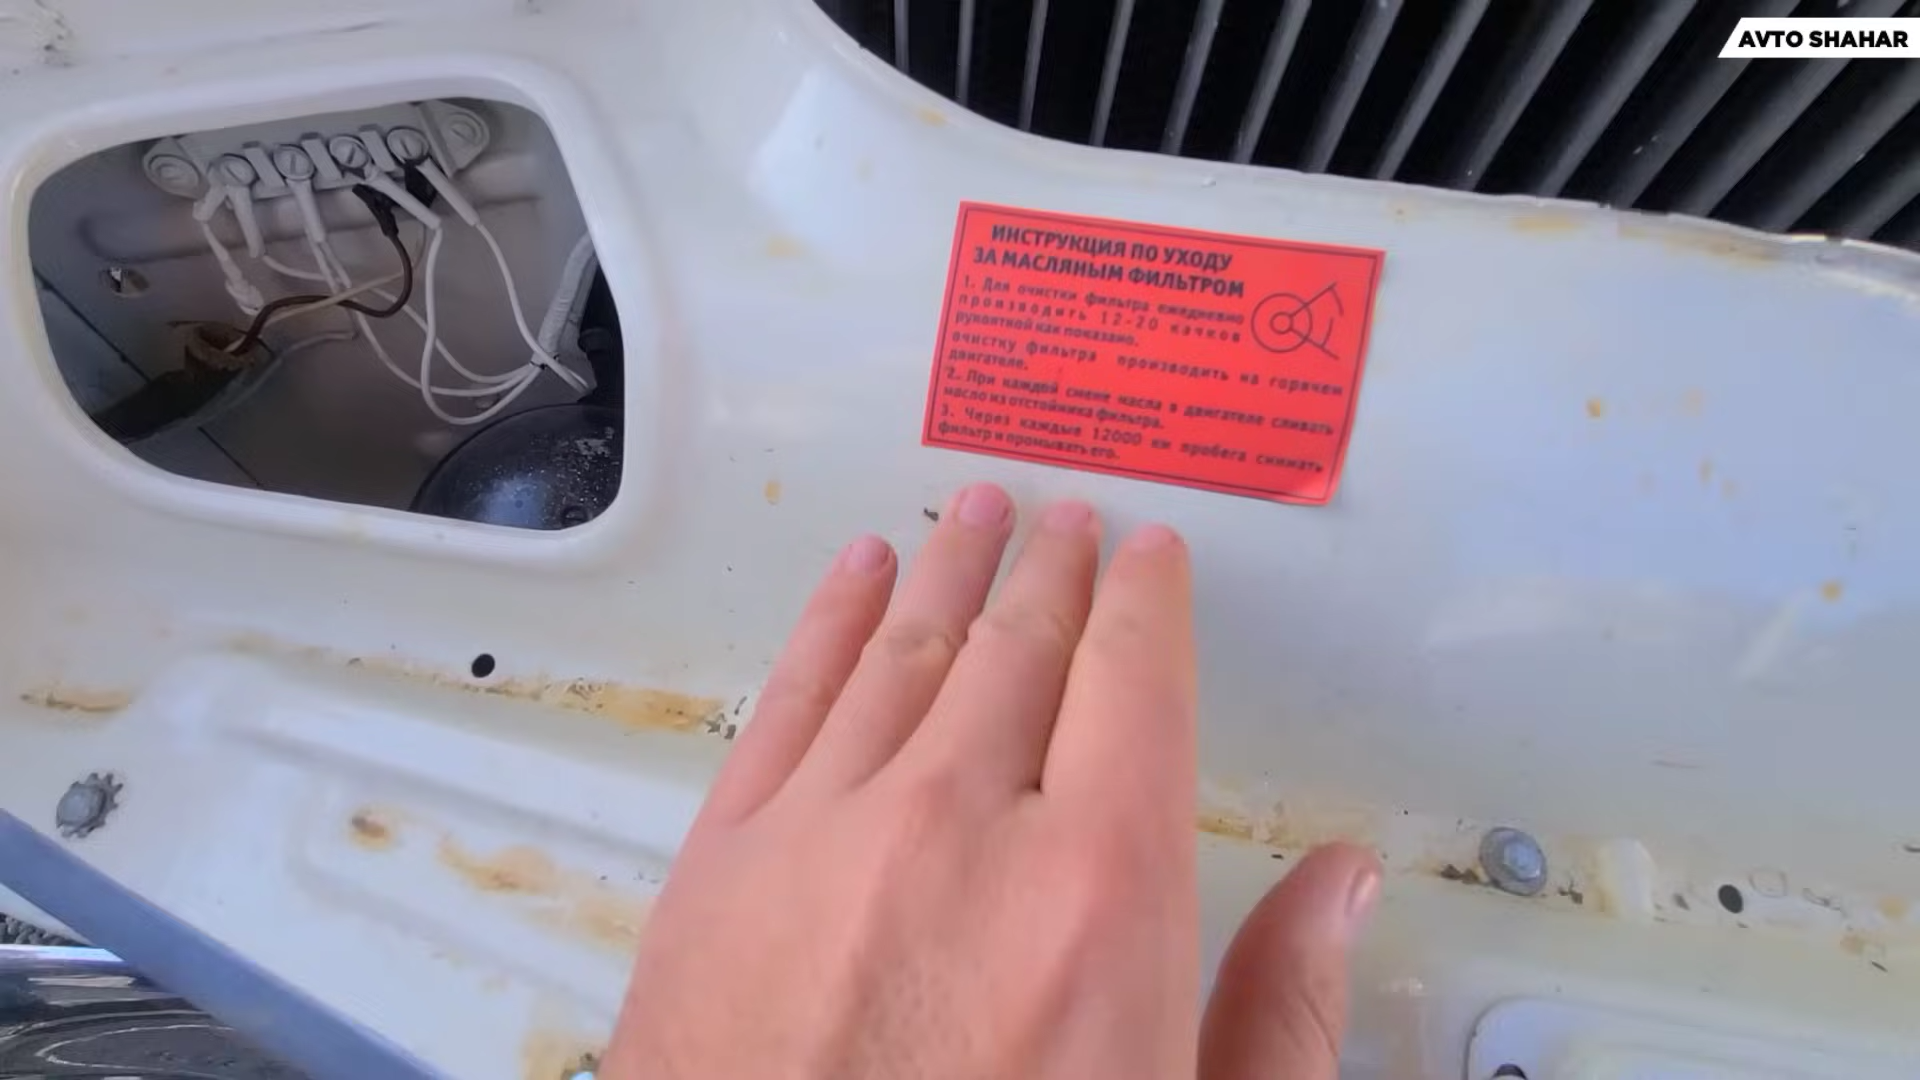 AVTO SHAHAR
ИНСТРУКЦИЯ ПО УХОДУ
ЗА МАСЛЯНЫМ ФИЛЬТРОМ
1. Для очистки фильтра ежедневно
производить 12-20 качков
рукояткой как показано.
очистку фильтра производить на горячем
двигателе.
2. При каждой смене масла в двигателе сливать
масло из отстойника фильтра.
3. Через каждые 12000 км пробега снимать
фильтр и промывать его.